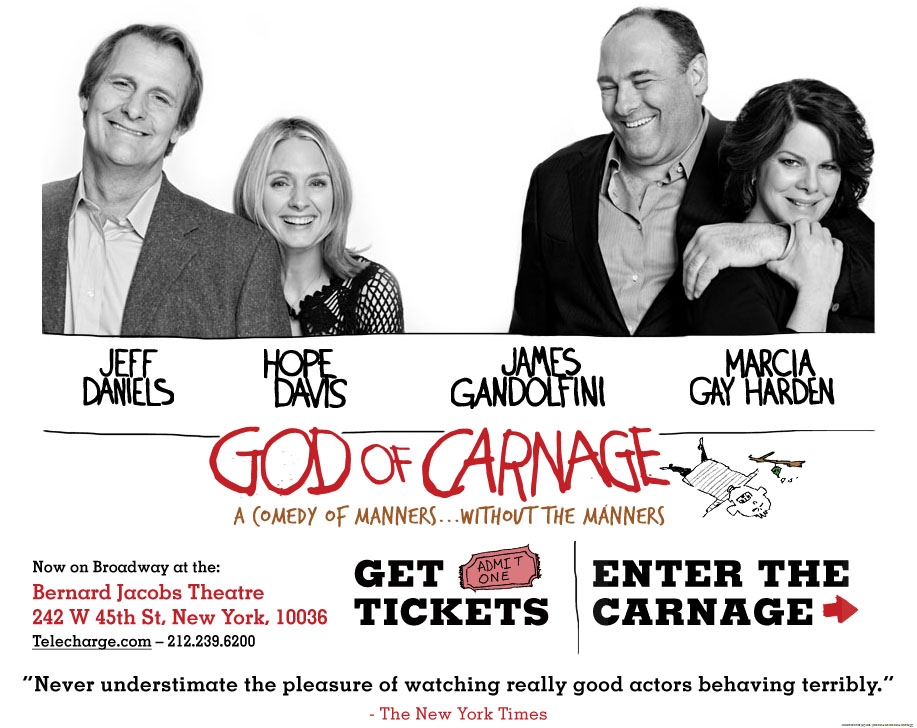 JEFF DANIELS
HOPE DAVIS
JAMES GANDOLFINI
MARCIA GAY HARDEN
GOD OF CARNAGE
A COMEDY OF MANNERS...WITHOUT THE MANNERS
Now on Broadway at the:
Bernard Jacobs Theatre
242 W 45th St, New York, 10036
Telecharge.com – 212.239.6200
GET
ADMIT
ONE
TICKETS
ENTER THE
CARNAGE
”Never understimate the pleasure of watching really good actors behaving terribly.”
- The New York Times